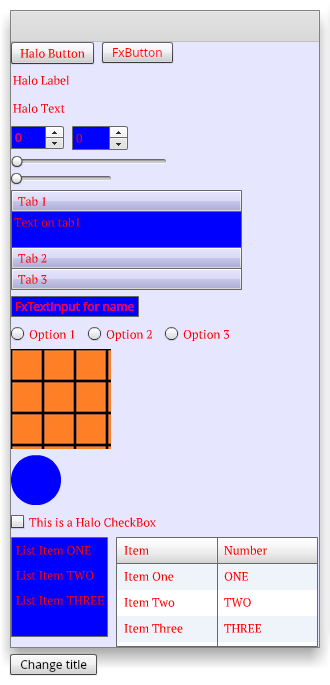 Halo Button FxButton
Halo Label
Halo Text
0 0
Tab 1
Text on tab1
Tab 2
Tab 3
FxTextInput for name
Option 1 Option 2 Option 3
This is a Halo CheckBox
List Item ONE
List Item TWO
List Item THREE
Item Number
Item One ONE
Item Two TWO
Item Three THREE
Change title